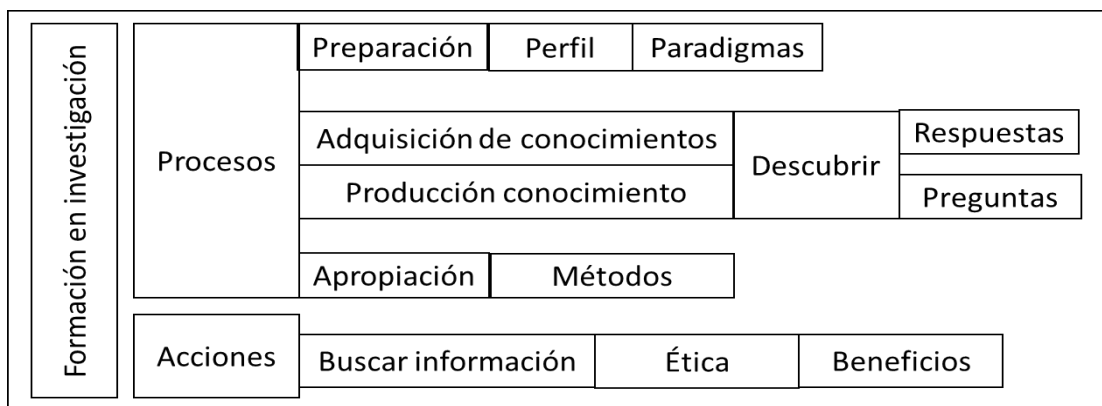 Formación en investigación
Procesos
Preparación
Perfil
Paradigmas
Adquisición de conocimientos
Producción conocimiento
Descubrir
Respuestas
Preguntas
Apropiación
Métodos
Acciones
Buscar información
Ética
Beneficios